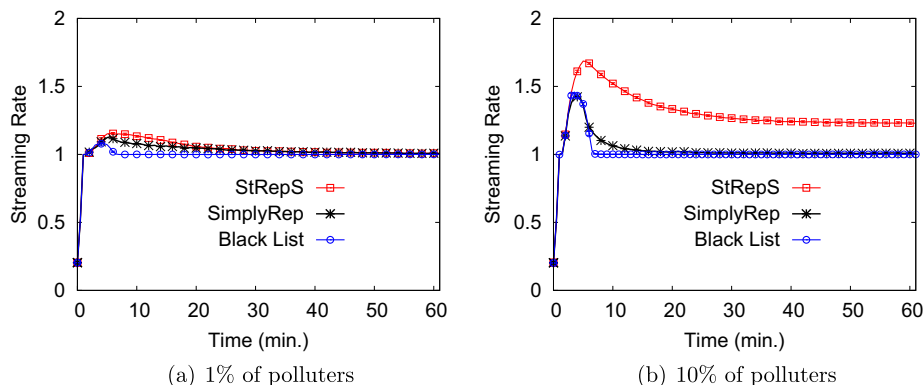 2
1.5
1
0.5
0
Streaming Rate
StRepS
SimplyRep
Black List
0 10 20 30 40 50 60
Time (min.)
(a) 1% of polluters
2
1.5
1
0.5
0
Streaming Rate
StRepS
SimplyRep
Black List
0 10 20 30 40 50 60
Time (min.)
(b) 10% of polluters